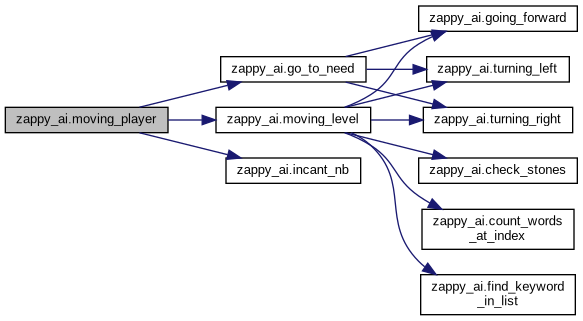 zappy_ai.moving_player
zappy_ai.go_to_need
zappy_ai.moving_level
zappy_ai.incant_nb
zappy_ai.going_forward
zappy_ai.turning_left
zappy_ai.turning_right
zappy_ai.check_stones
zappy_ai.count_words
_at_index
zappy_ai.find_keyword
_in_list